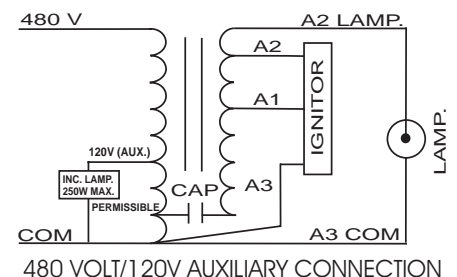 480 V
A2 LAMP.
A2
A1
IGNITOR
LAMP.
120V (AUX.)
INC. LAMP.
250W MAX.
PERMISSIBLE
CAP
A3
COM
A3 COM
480 VOLT/120V AUXILIARY CONNECTION